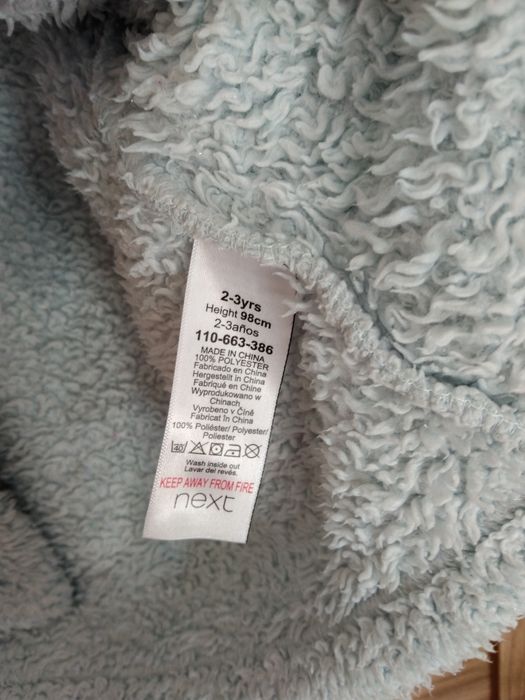 2-3yrs
Height 98cm
2-3años
110-663-386
MADE IN CHINA
100% POLYESTER
Fabricado en China
Hergestellt in China
Fabriqué en Chine
Wyprodukowano w
Chinach
Vyrobeno v Číně
Fabricat în China
100% Poliéster/ Polyester/
Poliester
40
Wash inside out
Lavar del revés.
KEEP AWAY FROM FIRE
next